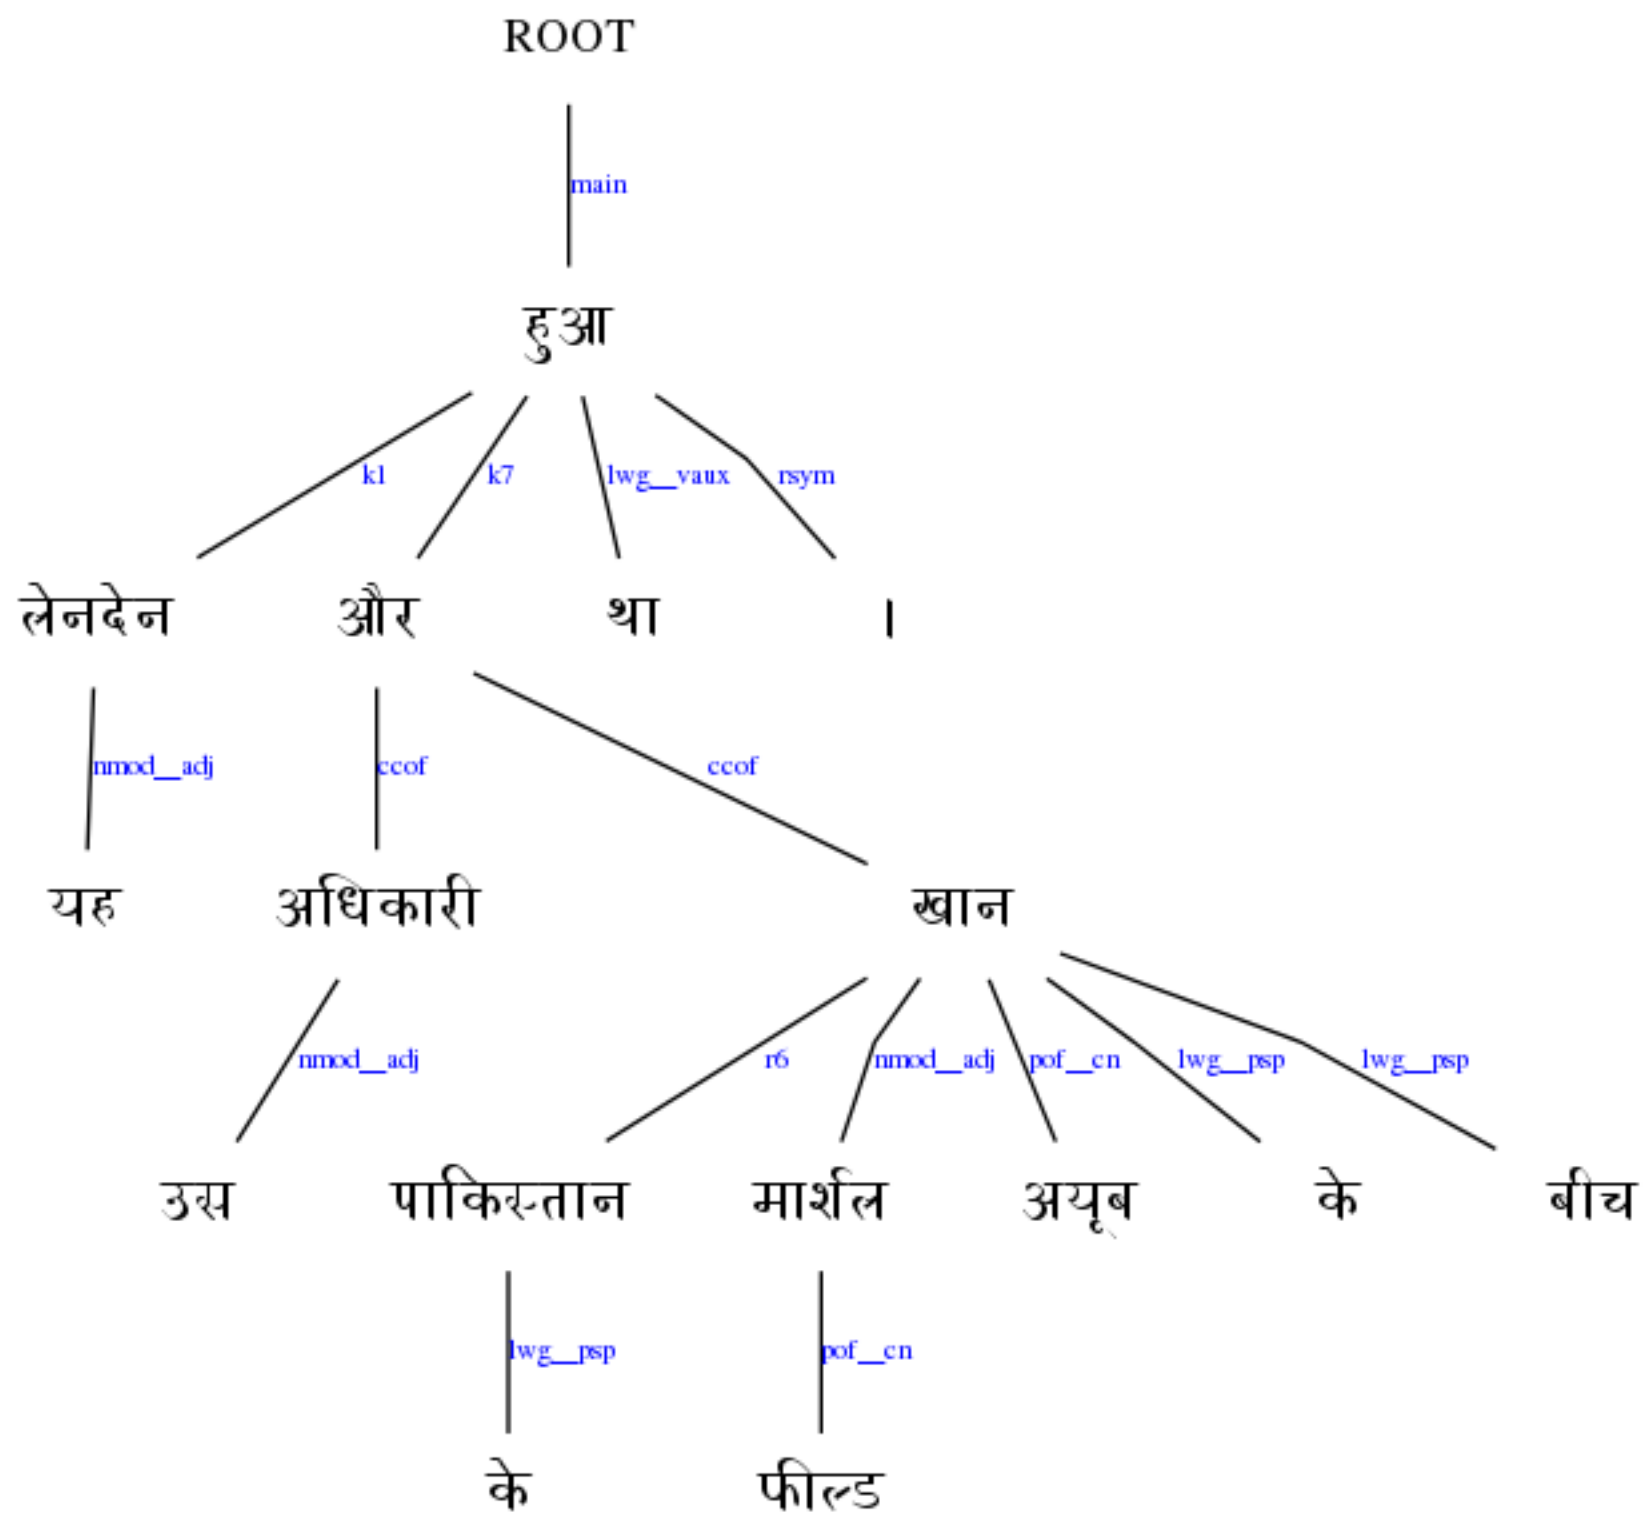 ROOT
main
हुआ
k1 k7 lwg__vaux rsym
लेनदेन और था ।
nmod__adj ccof ccof
यह अधिकारी खान
nmod__adj r6 nmod__adj pof__cn lwg__psp lwg__psp
उस पाकिस्तान मार्शल अयूब के बीच
lwg__psp pof__cn
के फील्ड